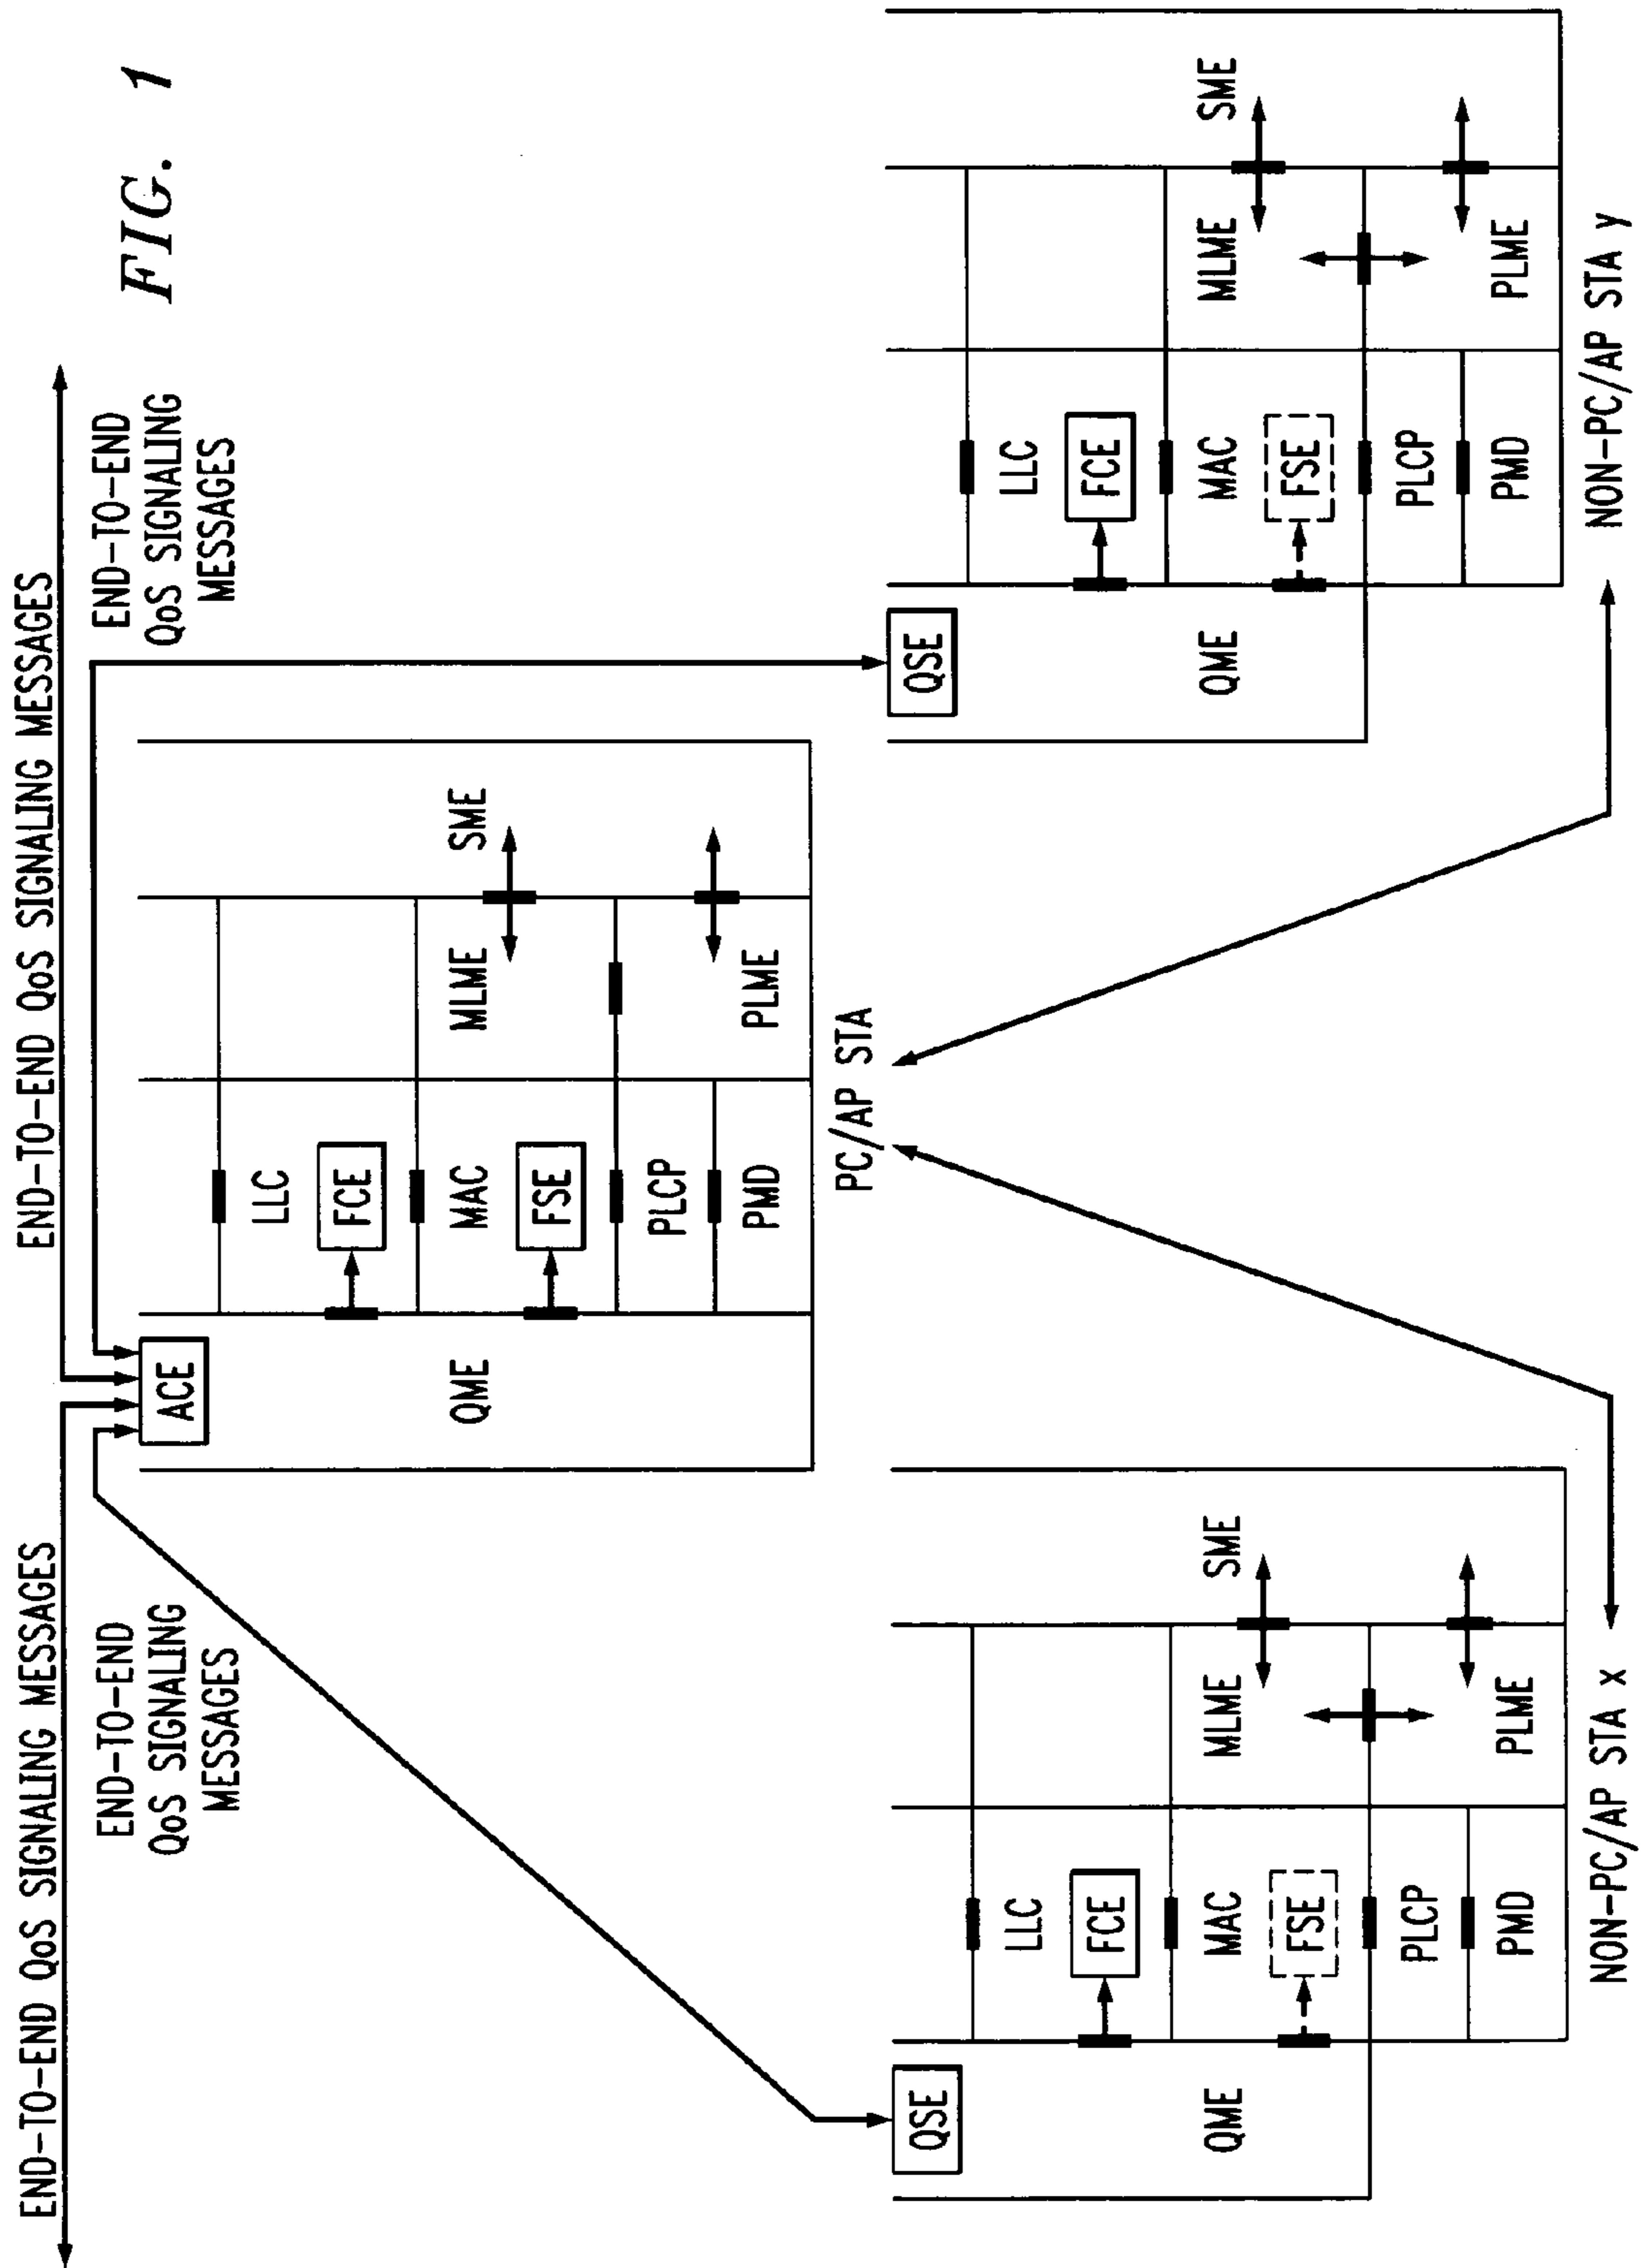 FIG. 1
END-TO-END QoS SIGNALING MESSAGES
END-TO-END QoS SIGNALING MESSAGES
END-TO-END
QoS SIGNALING
MESSAGES
END-TO-END
QoS SIGNALING
MESSAGES
ACE
QME
LLC
FCE
MAC
FSE
PLCP
PMD
MLME
PLME
SME
PC/AP STA
QSE
QME
LLC
FCE
MAC
FSE
PLCP
PMD
MLME
PLME
SME
NON-PC/AP STA x
QSE
QME
LLC
FCE
MAC
FSE
PLCP
PMD
MLME
PLME
SME
NON-PC/AP STA y